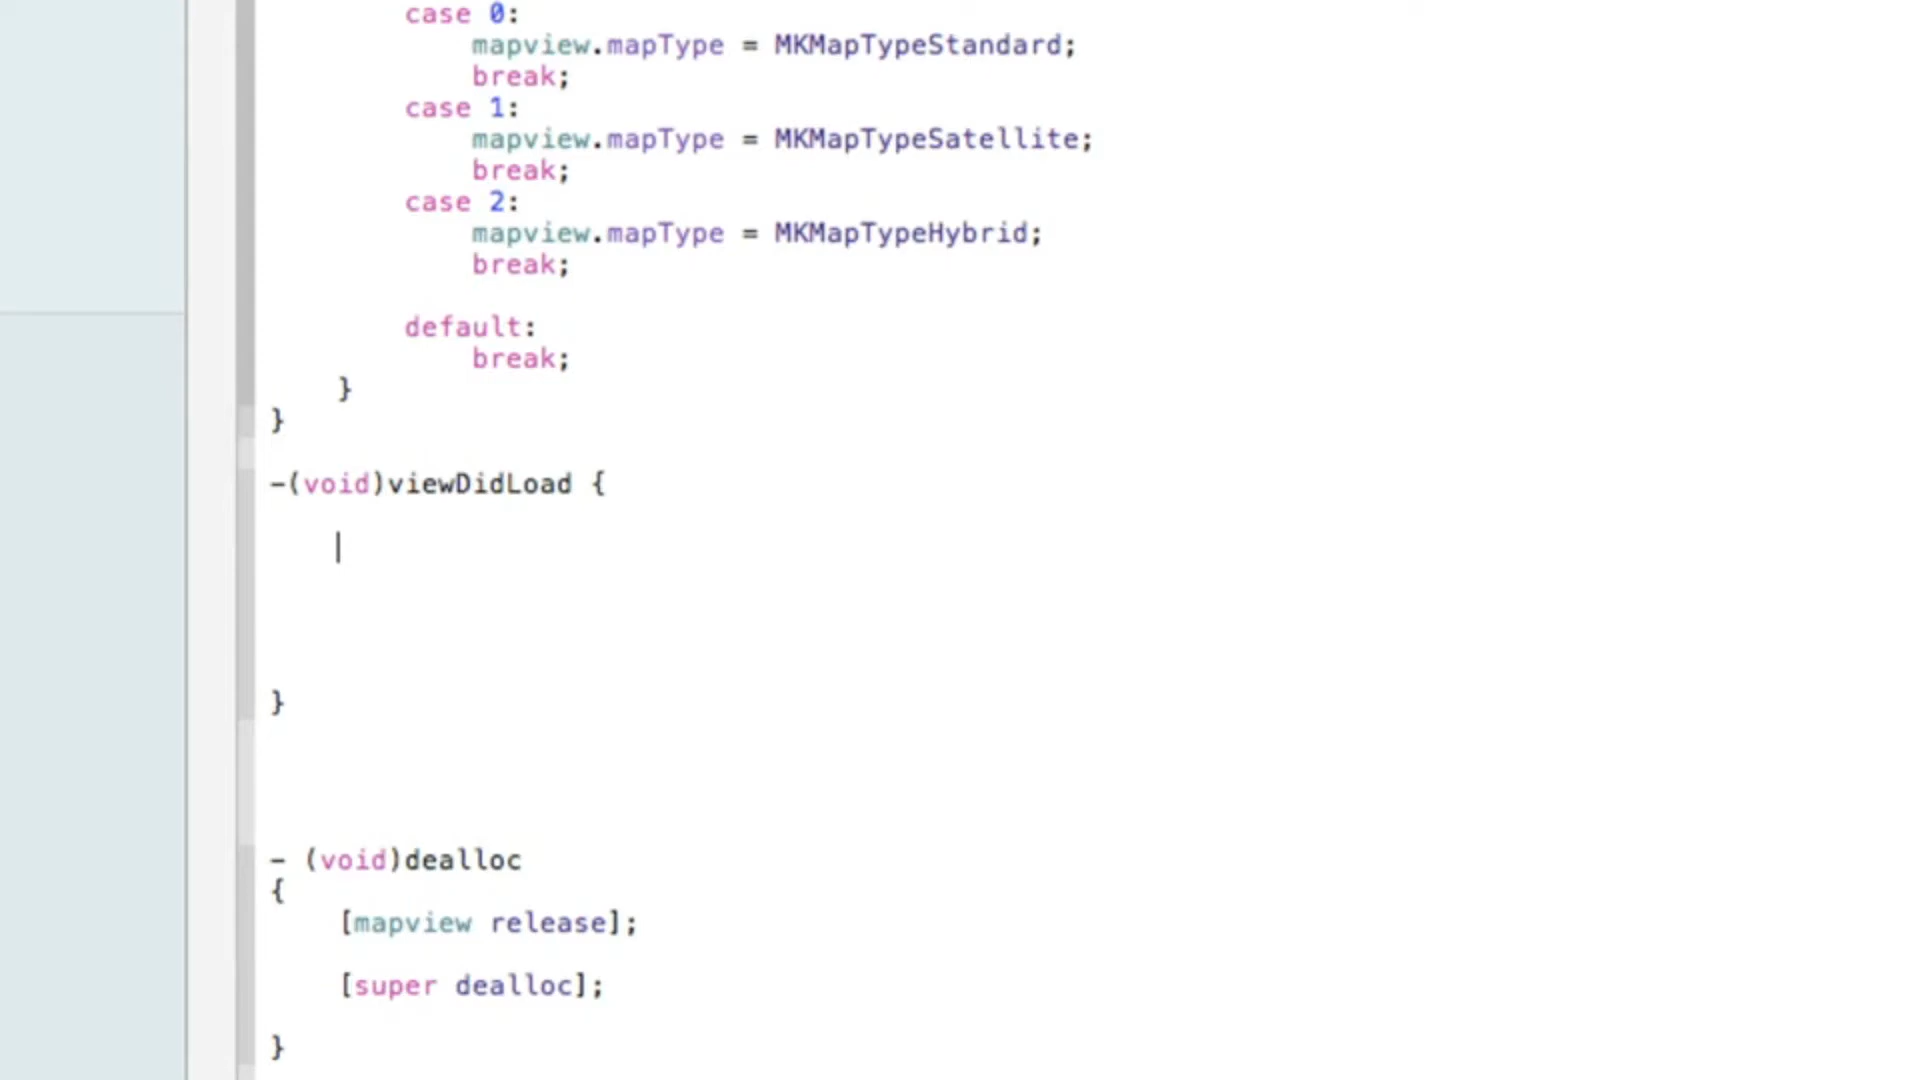 case 0:
mapview.mapType = MKMapTypeStandard;
break;
case 1:
mapview.mapType = MKMapTypeSatellite;
break;
case 2:
mapview.mapType = MKMapTypeHybrid;
break;
default:
break;
}
}
-(void)viewDidLoad {
}
- (void)dealloc
{
[mapview release];
[super dealloc];
}